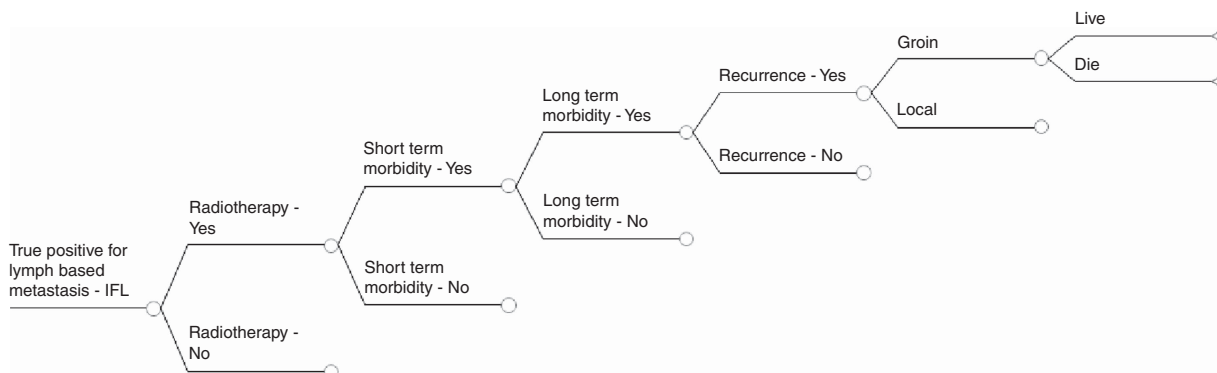 True positive for
lymph based
metastasis - IFL
Radiotherapy -
Yes
Radiotherapy -
No
Short term
morbidity - Yes
Short term
morbidity - No
Long term
morbidity - Yes
Long term
morbidity - No
Recurrence - Yes
Recurrence - No
Groin
Local
Live
Die